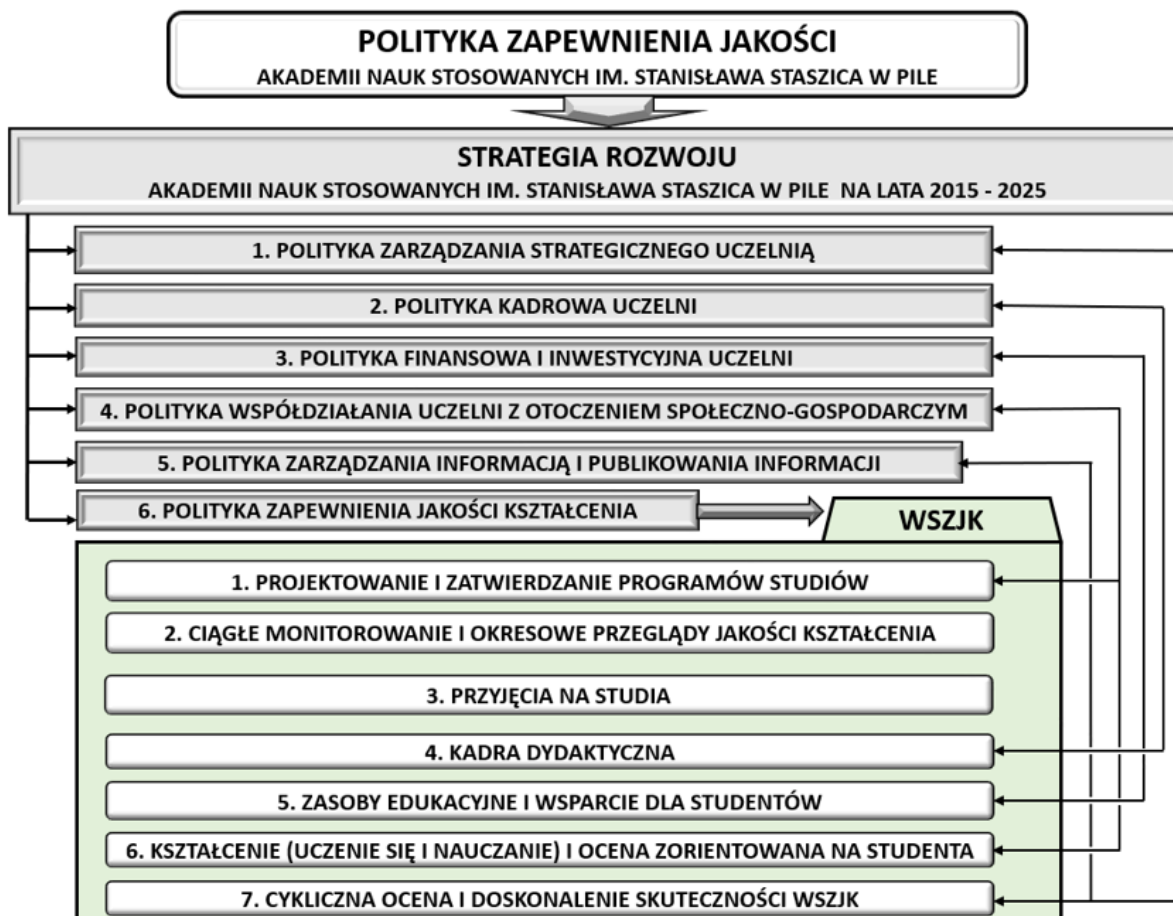 POLITYKA ZAPEWNIENIA JAKOŚCI
AKADEMII NAUK STOSOWANYCH IM. STANISŁAWA STASZICA W PILE
STRATEGIA ROZWOJU
AKADEMII NAUK STOSOWANYCH IM. STANISŁAWA STASZICA W PILE NA LATA 2015 - 2025
1. POLITYKA ZARZĄDZANIA STRATEGICZNEGO UCZELNIĄ
2. POLITYKA KADROWA UCZELNI
3. POLITYKA FINANSOWA I INWESTYCYJNA UCZELNI
4. POLITYKA WSPÓŁDZIAŁANIA UCZELNI Z OTOCZENIEM SPOŁECZNO-GOSPODARCZYM
5. POLITYKA ZARZĄDZANIA INFORMACJĄ I PUBLIKOWANIA INFORMACJI
6. POLITYKA ZAPEWNIENIA JAKOŚCI KSZTAŁCENIA
WSZJK
1. PROJEKTOWANIE I ZATWIERDZANIE PROGRAMÓW STUDIÓW
2. CIĄGŁE MONITOROWANIE I OKRESOWE PRZEGLĄDY JAKOŚCI KSZTAŁCENIA
3. PRZYJĘCIA NA STUDIA
4. KADRA DYDAKTYCZNA
5. ZASOBY EDUKACYJNE I WSPARCIE DLA STUDENTÓW
6. KSZTAŁCENIE (UCZENIE SIĘ I NAUCZANIE) I OCENA ZORIENTOWANA NA STUDENTA
7. CYKLICZNA OCENA I DOSKONALENIE SKUTECZNOŚCI WSZJK